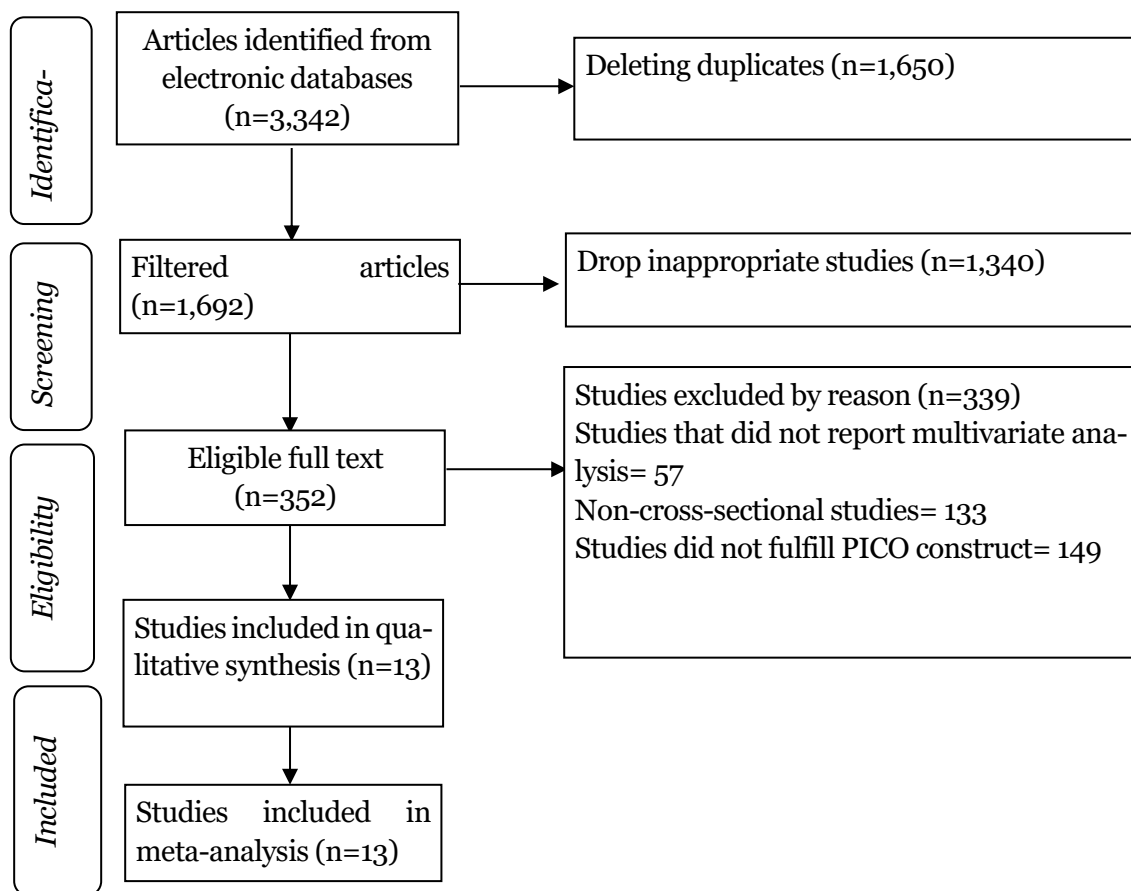 Identifica-
Articles identified from
electronic databases
(n=3,342)
Deleting duplicates (n=1,650)
Screening
Filtered articles
(n=1,692)
Drop inappropriate studies (n=1,340)
Eligibility
Eligible full text
(n=352)
Studies excluded by reason (n=339)
Studies that did not report multivariate ana-
lysis= 57
Non-cross-sectional studies= 133
Studies did not fulfill PICO construct= 149
Studies included in qua-
litative synthesis (n=13)
Included
Studies included in
meta-analysis (n=13)